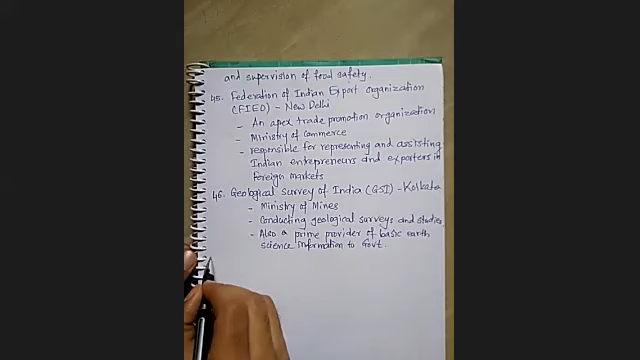 and supervision of food safety.
45. Federation of Indian Export Organization
(FIEO) - New Delhi
- An apex trade promotion organization
- Ministry of commerce
- responsible for representing and assisting
Indian entrepreneurs and exporters in
foreign markets
46. Geological Survey of India (GSI) - Kolkata
- Ministry of Mines
- Conducting geological surveys and studies
- Also a prime provider of basic earth
science information to Govt.